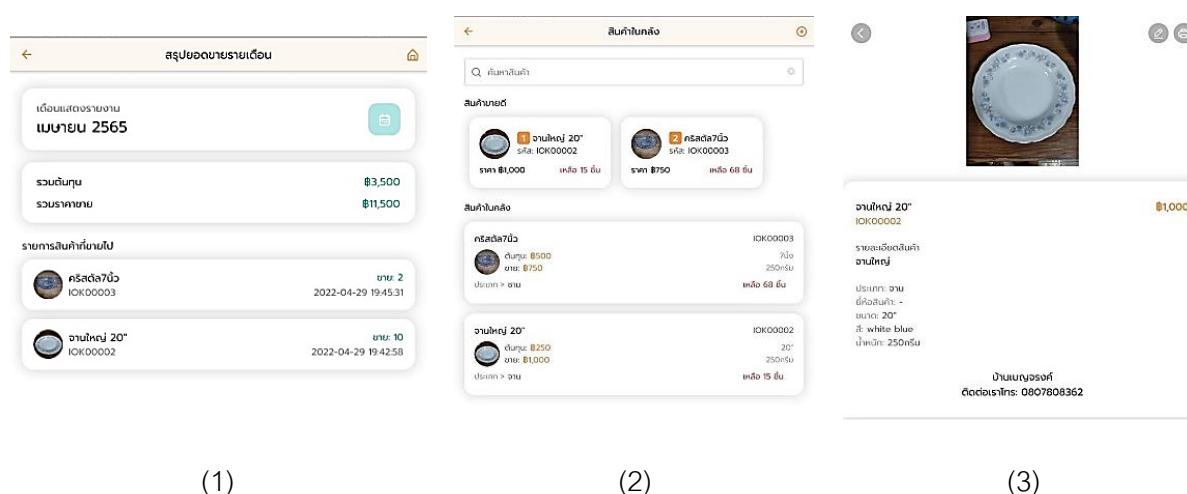 สรุปยอดขายรายเดือน
เดือนแสดงรายงาน
เมษายน 2565
รวมต้นทุน ฿3,500
รวมราคาขาย ฿11,500
รายการสินค้าที่ขายไป
คริสตัล7นิ้ว ขาย: 2
IOK00003 2022-04-29 19:45:31
จานใหญ่ 20" ขาย: 10
IOK00002 2022-04-29 19:42:58
(1)
สินค้าในคลัง
ค้นหาสินค้า
สินค้าขายดี
1 จานใหญ่ 20"
รหัส: IOK00002
ราคา ฿1,000 เหลือ 15 ชิ้น
2 คริสตัล7นิ้ว
รหัส: IOK00003
ราคา ฿750 เหลือ 68 ชิ้น
สินค้าในคลัง
คริสตัล7นิ้ว IOK00003
ต้นทุน: ฿500 7นิ้ว
ขาย: ฿750 250กรัม
ประเภท > ชาม เหลือ 68 ชิ้น
จานใหญ่ 20" IOK00002
ต้นทุน: ฿250 20"
ขาย: ฿1,000 250กรัม
ประเภท > จาน เหลือ 15 ชิ้น
(2)
จานใหญ่ 20" ฿1,000
IOK00002
รายละเอียดสินค้า
จานใหญ่
ประเภท: จาน
ยี่ห้อสินค้า: -
ขนาด: 20"
สี: white blue
น้ำหนัก: 250กรัม
บ้านเบญจรงค์
ติดต่อเราโทร: 0807808362
(3)